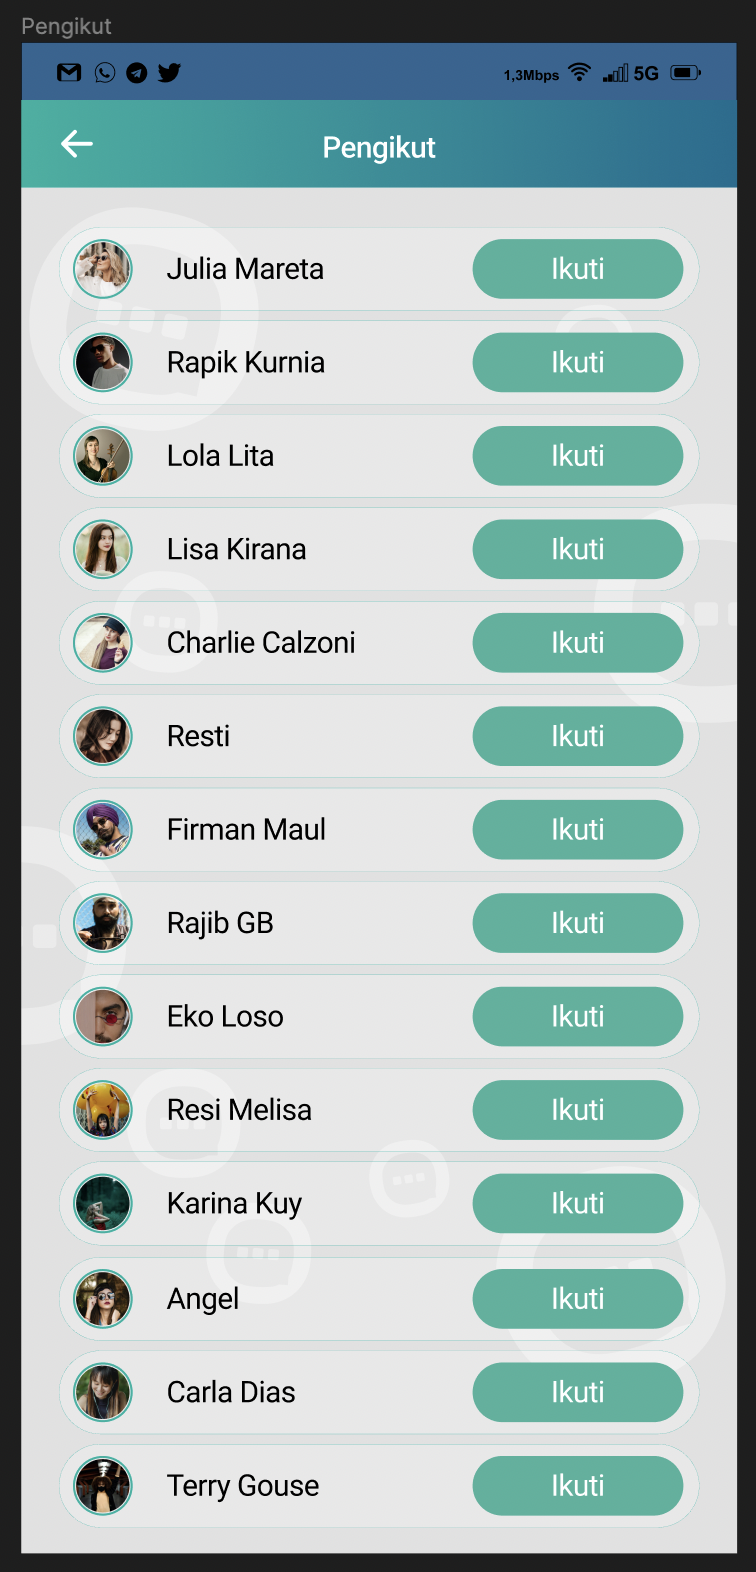 Pengikut
1,3Mbps 5G
Pengikut
Julia Mareta Ikuti
Rapik Kurnia Ikuti
Lola Lita Ikuti
Lisa Kirana Ikuti
Charlie Calzoni Ikuti
Resti Ikuti
Firman Maul Ikuti
Rajib GB Ikuti
Eko Loso Ikuti
Resi Melisa Ikuti
Karina Kuy Ikuti
Angel Ikuti
Carla Dias Ikuti
Terry Gouse Ikuti